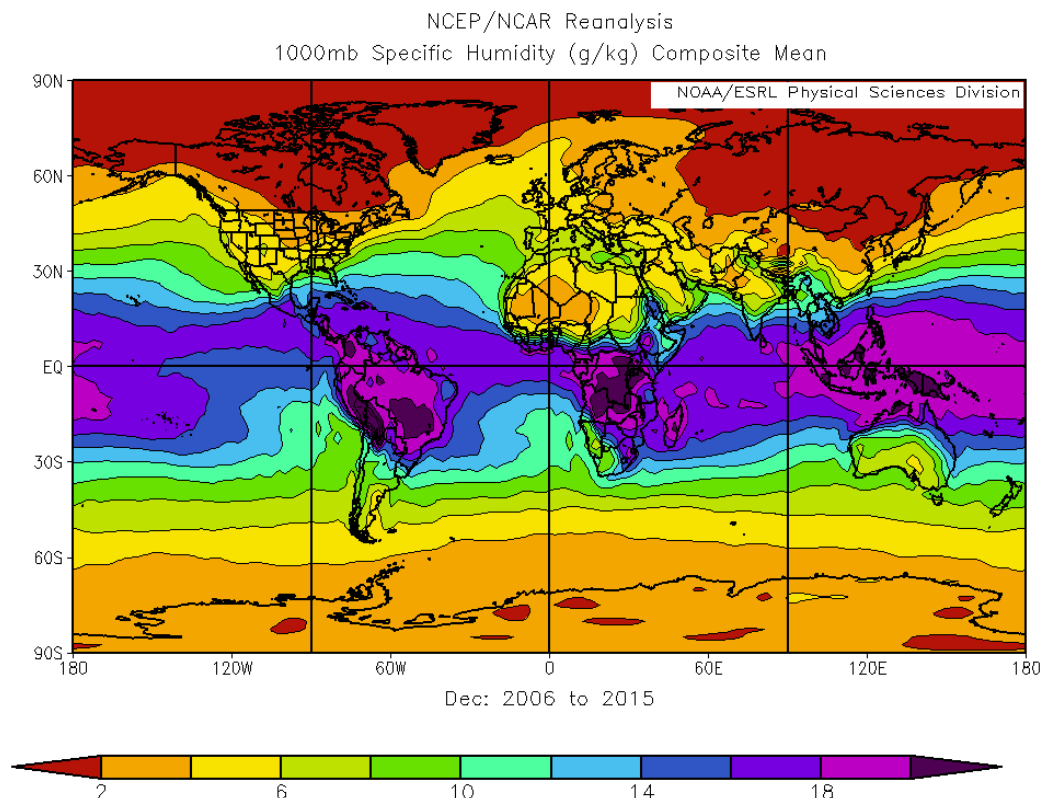 NCEP/NCAR Reanalysis
1000mb Specific Humidity (g/kg) Composite Mean
NOAA/ESRL Physical Sciences Division
90N
60N
30N
EQ
30S
60S
90S
180 120W 60W 0 60E 120E 180
Dec: 2006 to 2015
2 6 10 14 18